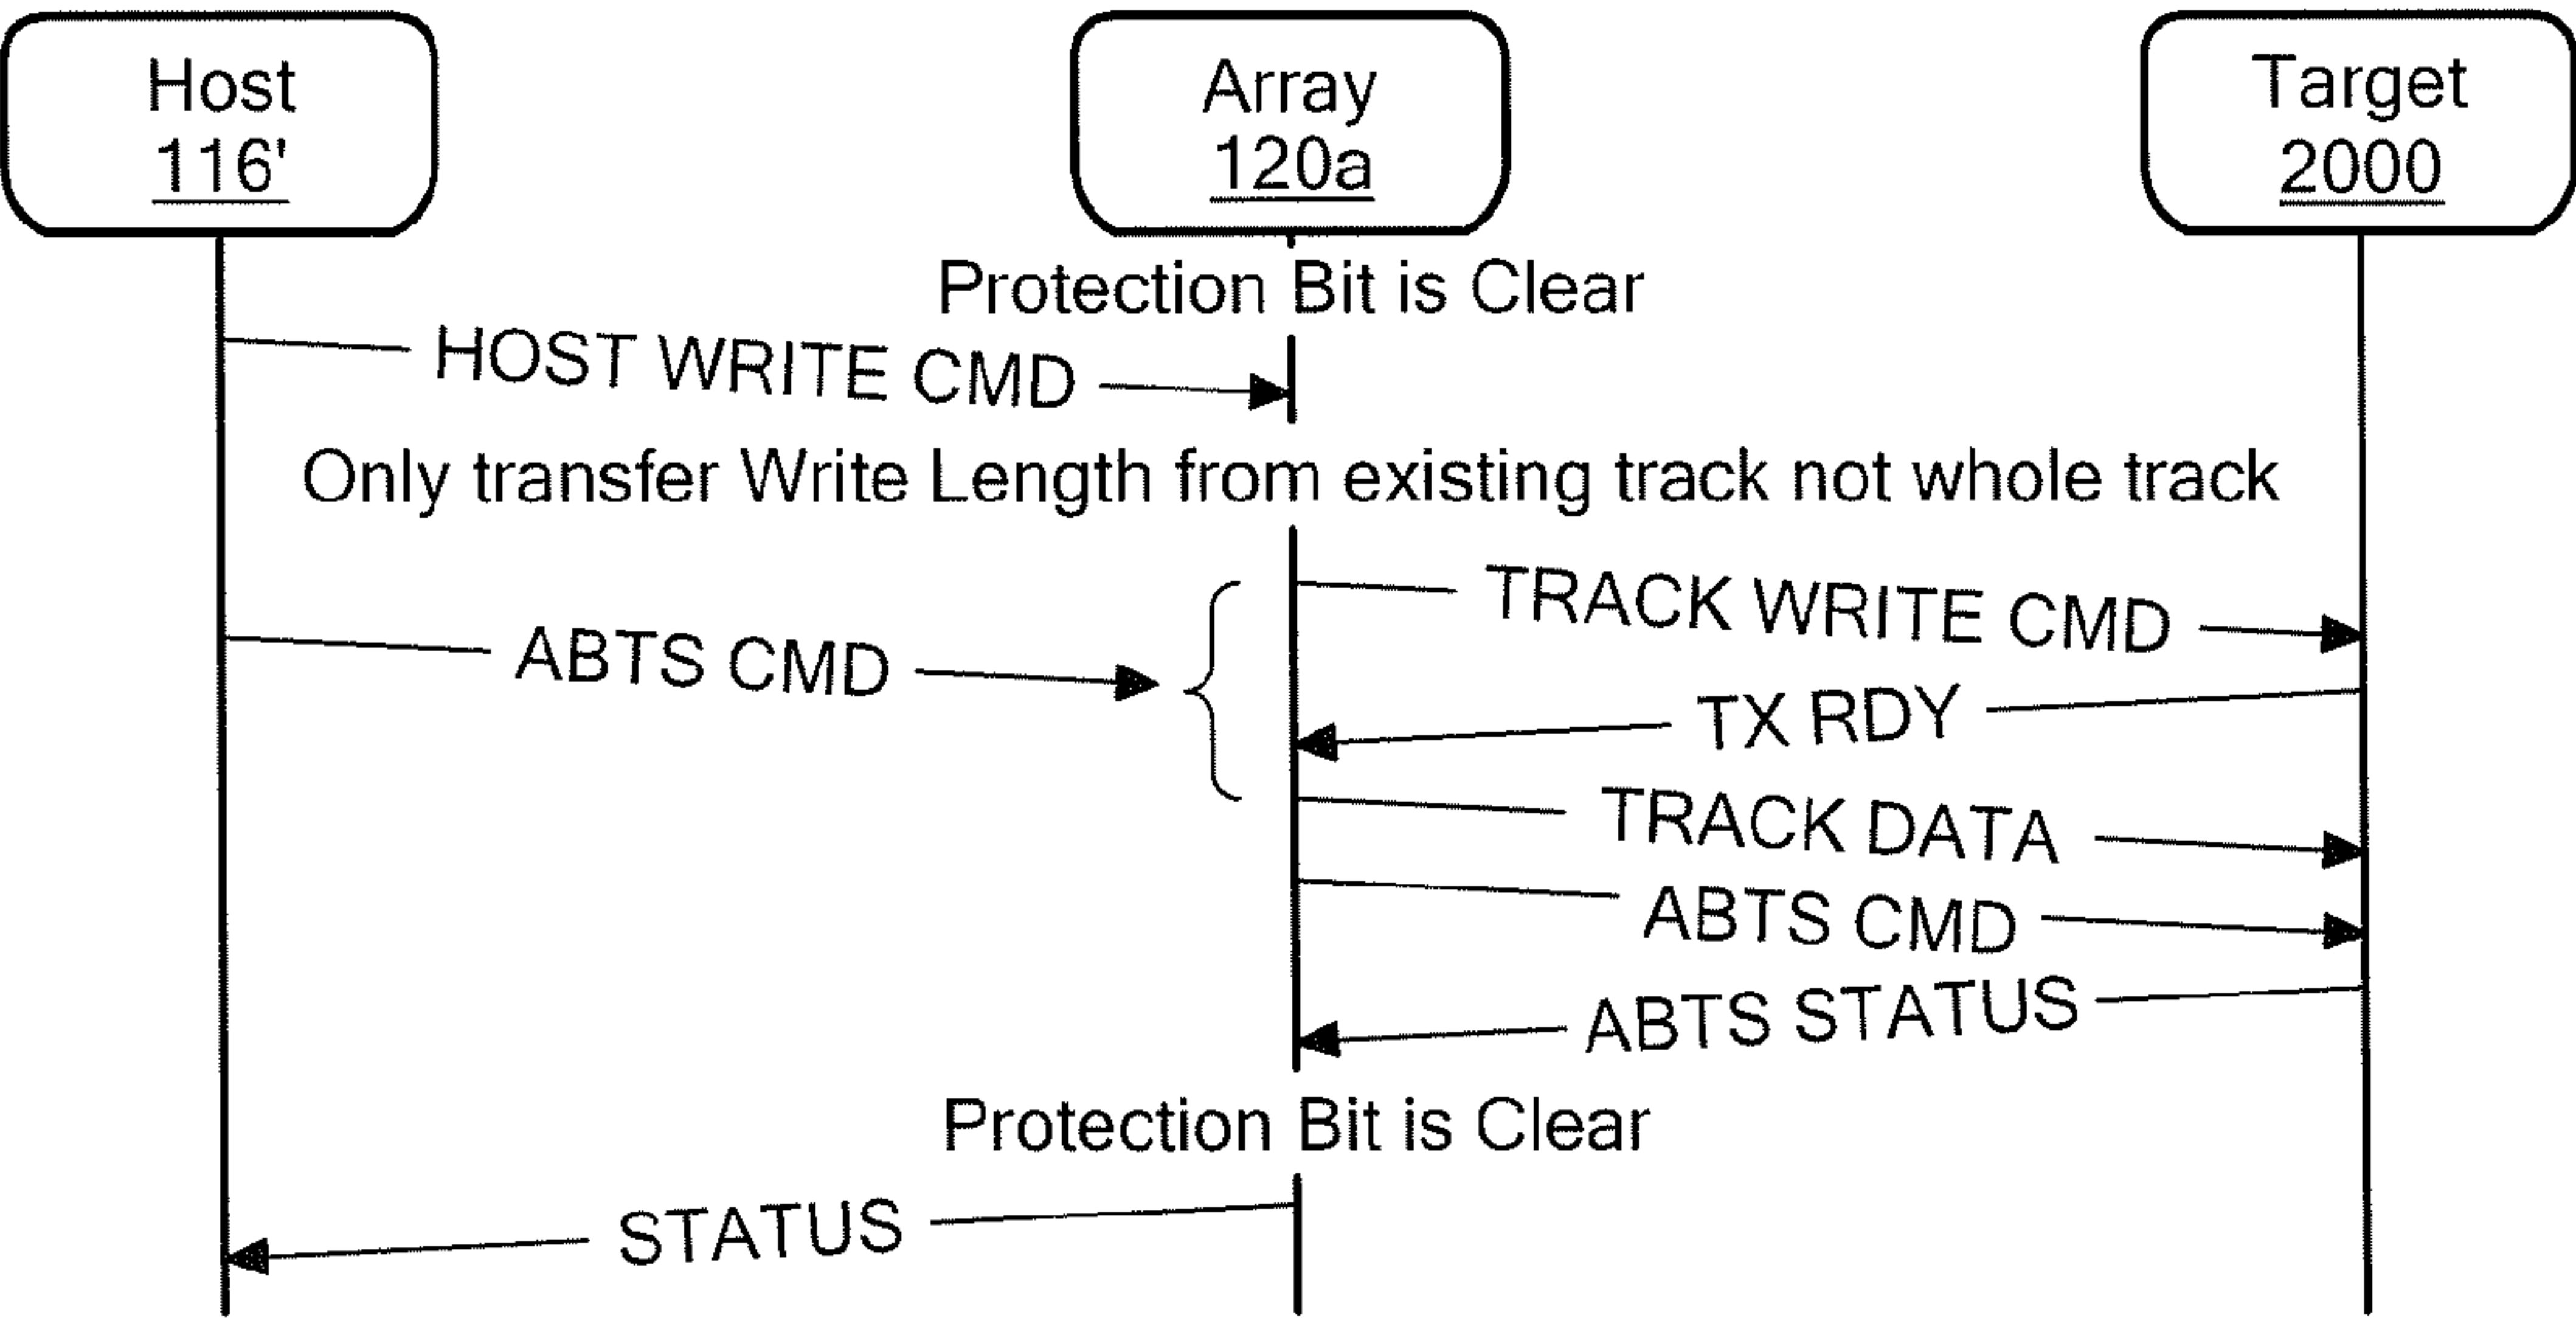 Host
116'
Array
120a
Target
2000
Protection Bit is Clear
HOST WRITE CMD
Only transfer Write Length from existing track not whole track
TRACK WRITE CMD
ABTS CMD
TX RDY
TRACK DATA
ABTS CMD
ABTS STATUS
Protection Bit is Clear
STATUS